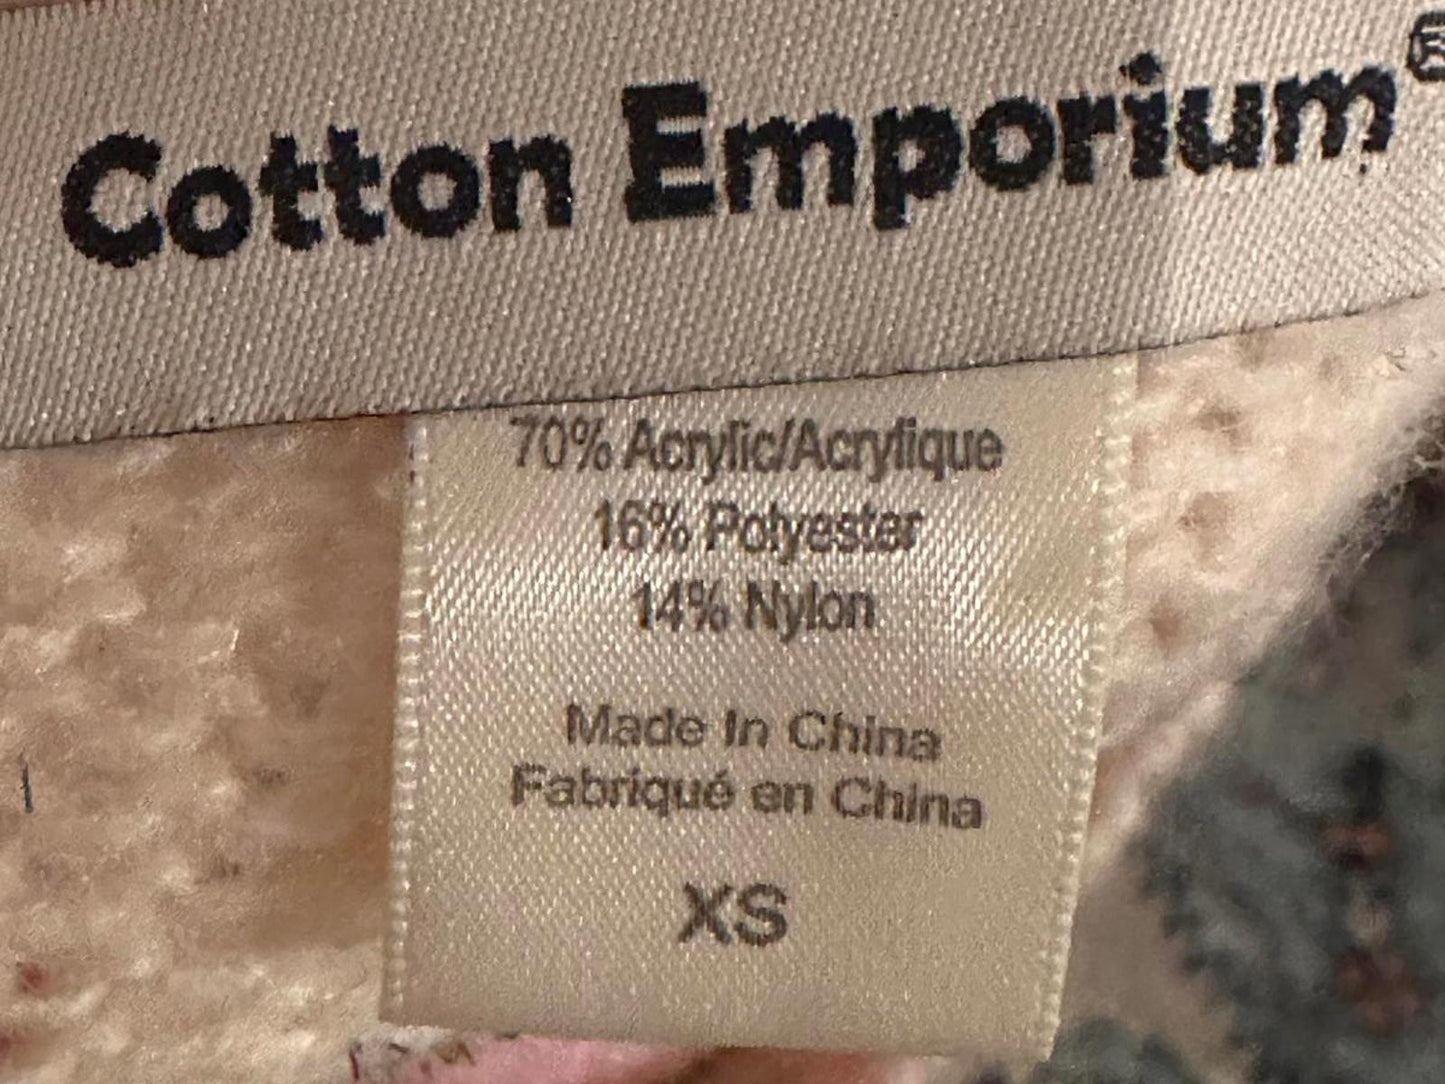 Cotton Emporium®
70% Acrylic/Acrylique
16% Polyester
14% Nylon
Made In China
Fabriqué en China
XS